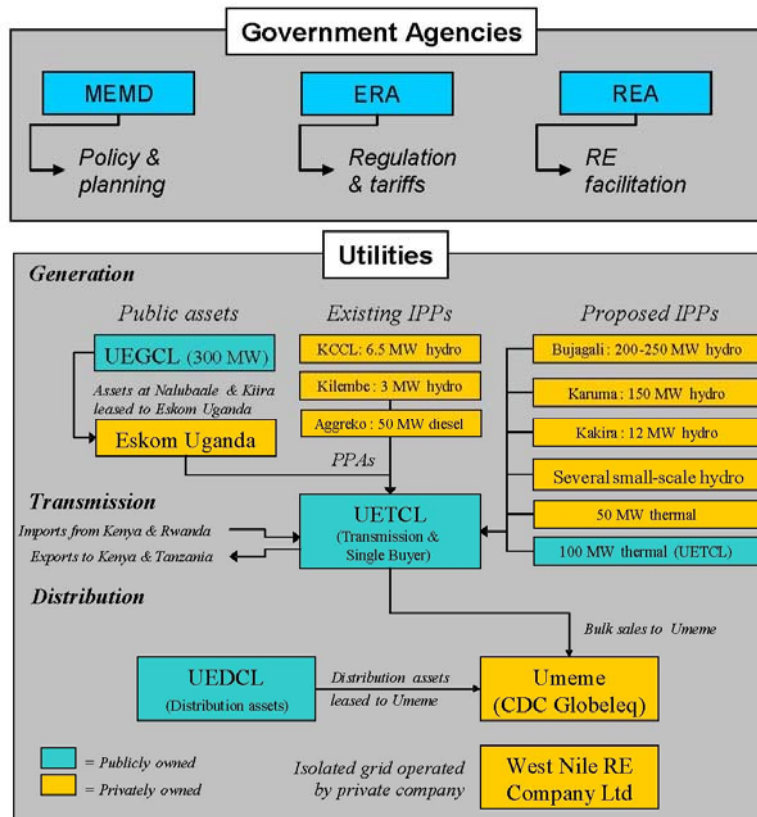 Government Agencies
MEMD
ERA
REA
Policy &
planning
Regulation
& tariffs
RE
facilitation
Utilities
Generation
Public assets
Existing IPPs
Proposed IPPs
UEGCL (300 MW)
Assets at Nalubaale & Kiira
leased to Eskom Uganda
Eskom Uganda
KCCL: 6.5 MW hydro
Kilembe: 3 MW hydro
Aggreko: 50 MW diesel
PPAs
Bujagali: 200-250 MW hydro
Karuma: 150 MW hydro
Kakira: 12 MW hydro
Several small-scale hydro
50 MW thermal
100 MW thermal (UETCL)
Transmission
Imports from Kenya & Rwanda
Exports to Kenya & Tanzania
UETCL
(Transmission &
Single Buyer)
Distribution
Bulk sales to Umeme
UEDCL
(Distribution assets)
Distribution assets
leased to Umeme
Umeme
(CDC Globeleq)
= Publicly owned
= Privately owned
Isolated grid operated
by private company
West Nile RE
Company Ltd